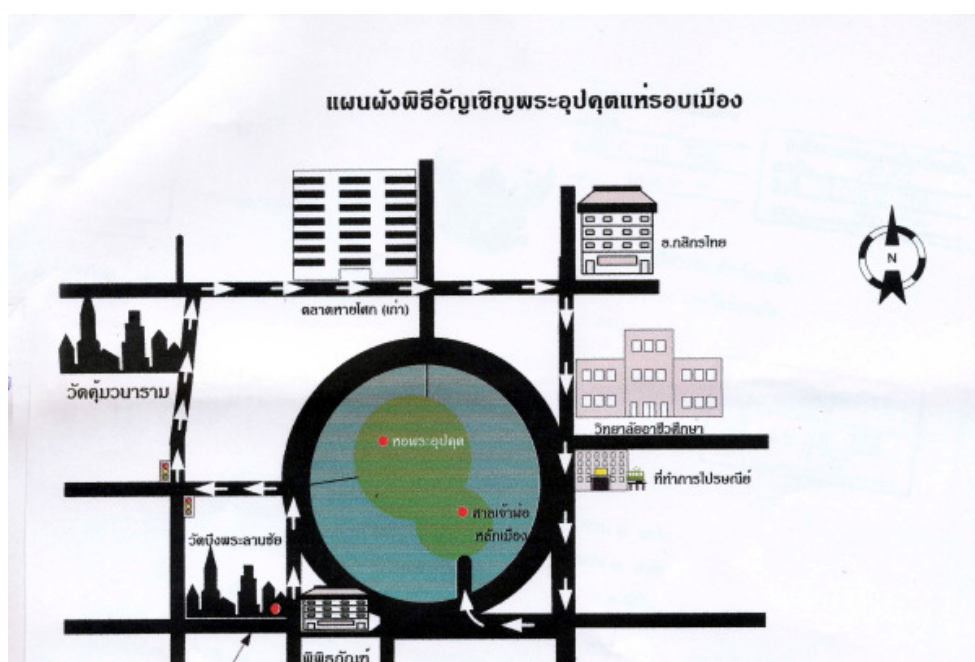 แผนผังพิธีอัญเชิญพระอุปคุตแห่รอบเมือง
ธ.กสิกรไทย
N
ตลาดหายโศก (เก่า)
วัดคุ้มวนาราม
วิทยาลัยอาชีวศึกษา
หอพระอุปคุต
ที่ทำการไปรษณีย์
ศาลเจ้าพ่อ
หลักเมือง
วัดบึงพระลานชัย
พิพิธภัณฑ์